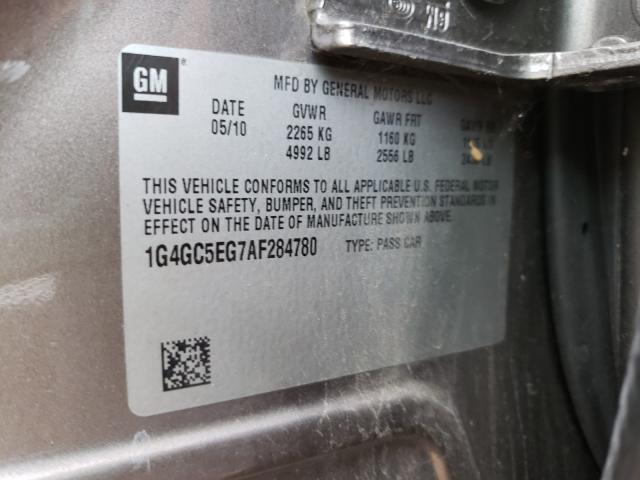 GM
MFD BY GENERAL MOTORS LLC
DATE GVWR GAWR FRT GAWR RR
05/10 2265 KG 1160 KG
4992 LB 2556 LB
THIS VEHICLE CONFORMS TO ALL APPLICABLE U.S. FEDERAL MOTOR
VEHICLE SAFETY, BUMPER, AND THEFT PREVENTION STANDARDS IN
EFFECT ON THE DATE OF MANUFACTURE SHOWN ABOVE.
1G4GC5EG7AF284780 TYPE: PASS CAR